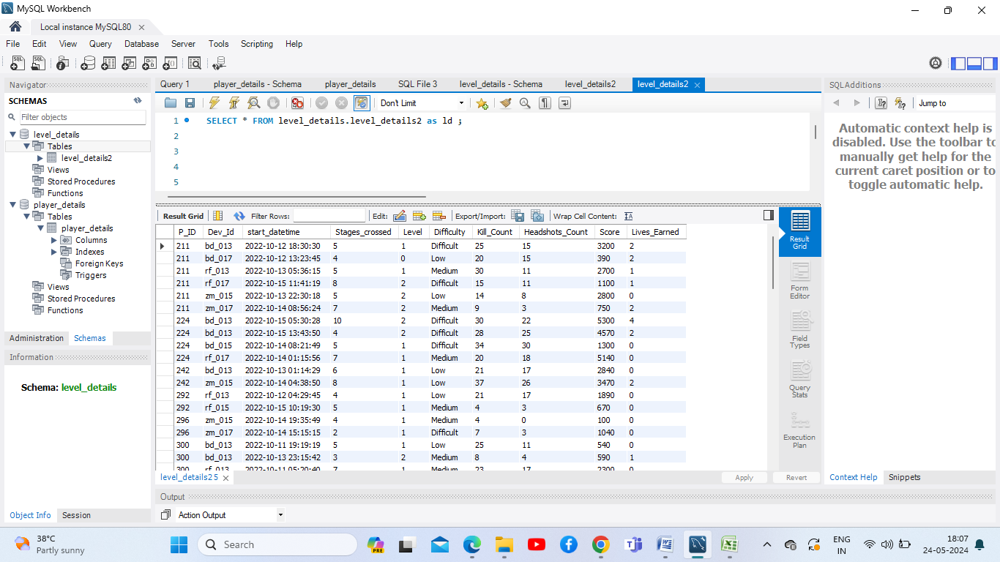 MySQL Workbench
Local instance MySQL80
File Edit View Query Database Server Tools Scripting Help
Navigator
SCHEMAS
Filter objects
level_details
Tables
level_details2
Views
Stored Procedures
Functions
player_details
Tables
player_details
Columns
Indexes
Foreign Keys
Triggers
Views
Stored Procedures
Functions
Administration Schemas
Information
Schema: level_details
Object Info Session
Query 1 player_details - Schema player_details SQL File 3 level_details - Schema level_details2 level_details2
Don't Limit
1 SELECT * FROM level_details.level_details2 as ld ;
2
3
4
5
Result Grid Filter Rows: Edit: Export/Import: Wrap Cell Content:
P_ID Dev_Id start_datetime Stages_crossed Level Difficulty Kill_Count Headshots_Count Score Lives_Earned
211 bd_013 2022-10-12 18:30:30 5 1 Difficult 25 15 3200 2
211 bd_017 2022-10-12 13:23:45 4 0 Low 20 15 390 2
211 rf_013 2022-10-13 05:36:15 5 1 Medium 30 11 2700 1
211 rf_017 2022-10-15 11:41:19 8 2 Difficult 15 11 1100 1
211 zm_015 2022-10-13 22:30:18 5 2 Low 14 8 2800 0
211 zm_017 2022-10-14 08:56:24 7 2 Medium 9 3 750 2
224 bd_013 2022-10-15 05:30:28 10 2 Difficult 30 22 5300 4
224 bd_013 2022-10-15 13:43:50 4 2 Difficult 28 25 4570 2
224 bd_015 2022-10-14 08:21:49 5 1 Difficult 34 30 1300 0
224 rf_017 2022-10-14 01:15:56 7 1 Medium 20 18 5140 0
242 bd_013 2022-10-13 01:14:29 6 1 Low 21 17 2840 0
242 zm_015 2022-10-14 04:38:50 8 1 Low 37 26 3470 2
292 rf_013 2022-10-12 04:29:45 4 1 Low 21 17 1890 0
292 rf_015 2022-10-15 10:19:30 5 1 Medium 4 3 670 0
296 zm_015 2022-10-14 19:35:49 4 1 Medium 4 0 100 0
296 zm_017 2022-10-14 15:15:15 2 1 Difficult 7 3 1040 0
300 bd_013 2022-10-11 19:19:19 5 1 Low 25 11 540 0
300 bd_013 2022-10-13 23:15:42 3 2 Medium 8 4 590 1
300 rf_013 2022-10-11 05:20:40 7 1 Medium 23 17 2300 0
Result
Grid
Form
Editor
Field
Types
Query
Stats
Execution
Plan
level_details2 5 Apply Revert
Output
Action Output
SQLAdditions
Jump to
Automatic context help is
disabled. Use the toolbar to
manually get help for the
current caret position or to
toggle automatic help.
Context Help Snippets
38°C
Partly sunny
Search
PRE
ENG
IN
18:07
24-05-2024